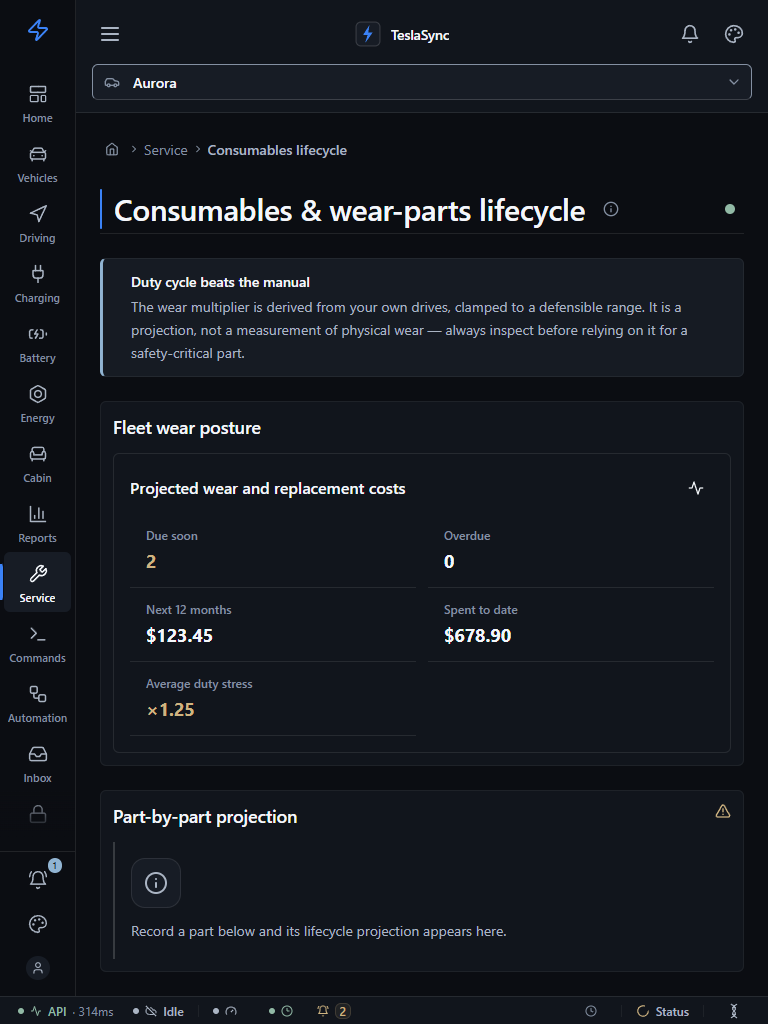 TeslaSync
Aurora
Home
Vehicles
Driving
Charging
Battery
Energy
Cabin
Reports
Service
Commands
Automation
Inbox
1
Service
Consumables lifecycle
Consumables & wear-parts lifecycle
Duty cycle beats the manual
The wear multiplier is derived from your own drives, clamped to a defensible range. It is a
projection, not a measurement of physical wear — always inspect before relying on it for a
safety-critical part.
Fleet wear posture
Projected wear and replacement costs
Due soon
2
Overdue
0
Next 12 months
$123.45
Spent to date
$678.90
Average duty stress
×1.25
Part-by-part projection
Record a part below and its lifecycle projection appears here.
API · 314ms
Idle
2
Status